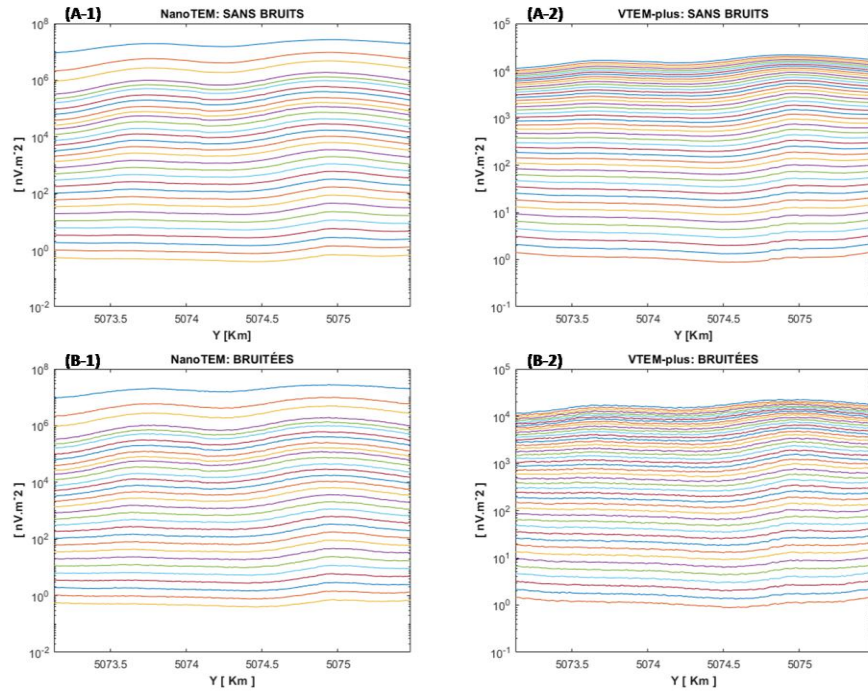 (A-1)
NanoTEM: SANS BRUITS
10^8
10^6
10^4
10^2
10^0
10^-2
[ nV.m^2 ]
5073.5 5074 5074.5 5075
Y [Km]
(A-2)
VTEM-plus: SANS BRUITS
10^5
10^4
10^3
10^2
10^1
10^0
10^-1
[ nV.m^2 ]
5073.5 5074 5074.5 5075
Y [Km]
(B-1)
NanoTEM: BRUITÉES
10^8
10^6
10^4
10^2
10^0
10^-2
[ nV.m^2 ]
5073.5 5074 5074.5 5075
Y [ Km ]
(B-2)
VTEM-plus: BRUITÉES
10^5
10^4
10^3
10^2
10^1
10^0
10^-1
[ nV.m^2 ]
5073.5 5074 5074.5 5075
Y [ Km ]